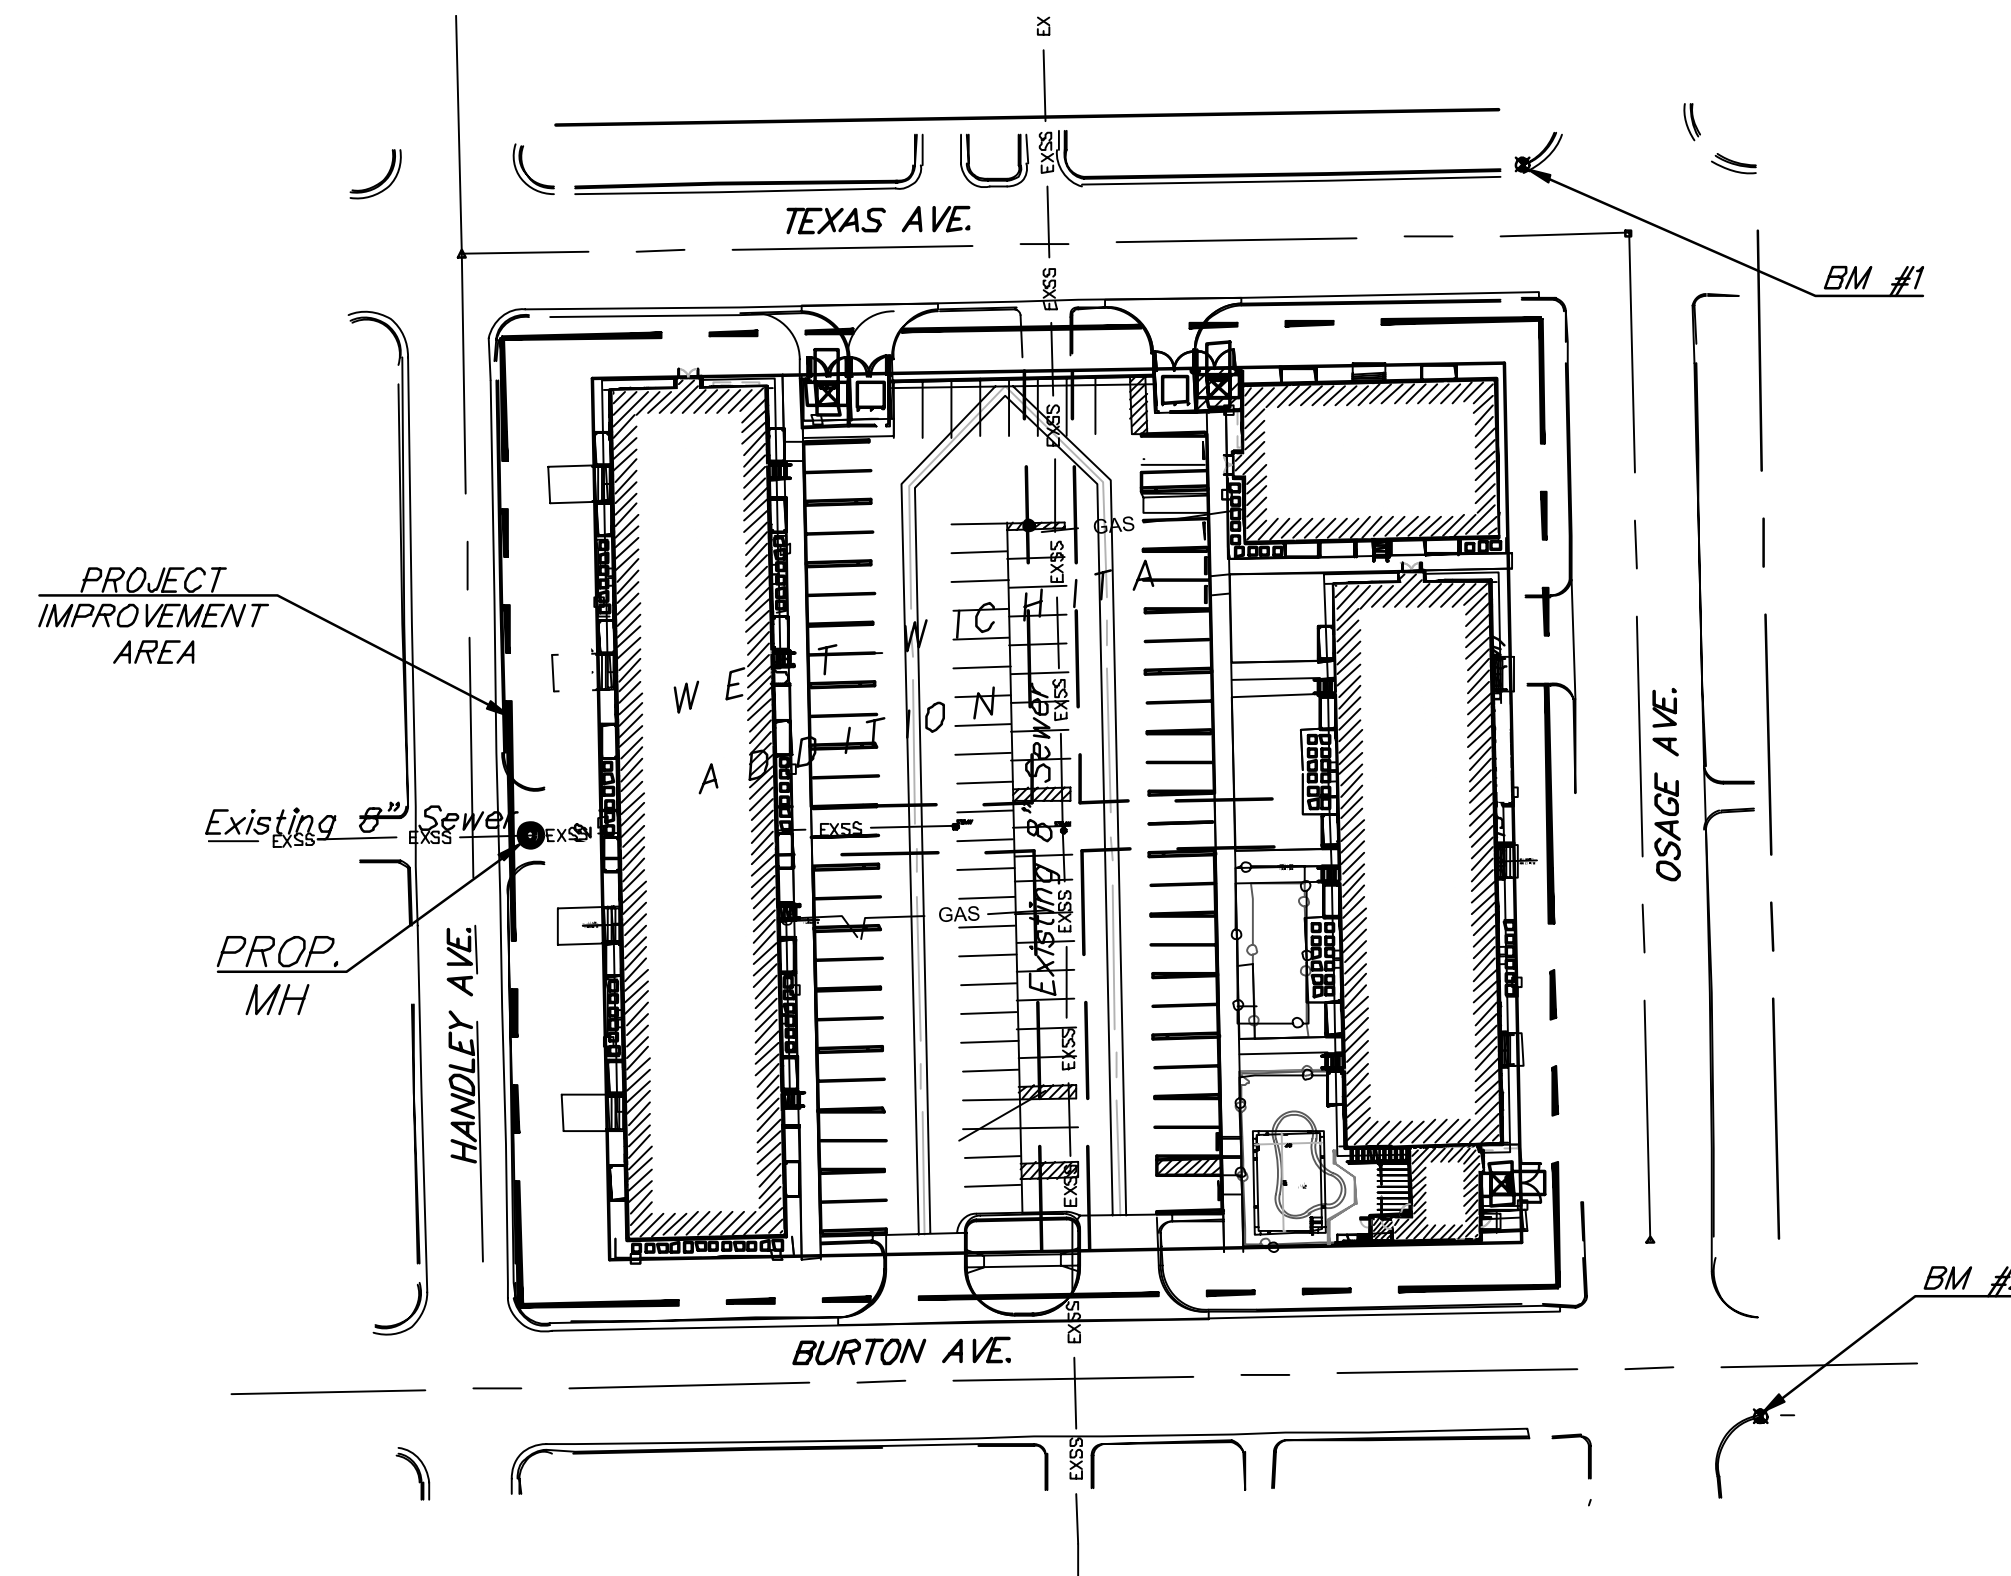 EX
EXSS
TEXAS AVE.
EXSS
BM #1
EXSS
GAS
EXSS
PROJECT
IMPROVEMENT
AREA
WEST WICHITA
ADDITION
EXSS
OSAGE AVE.
Existing 8" Sewer
EXSS
EXSS
EXSS
EXSS
Existing 8" Sewer
GAS
EXSS
PROP.
MH
HANDLEY AVE.
EXSS
EXSS
BM #2
EXSS
BURTON AVE.
EXSS